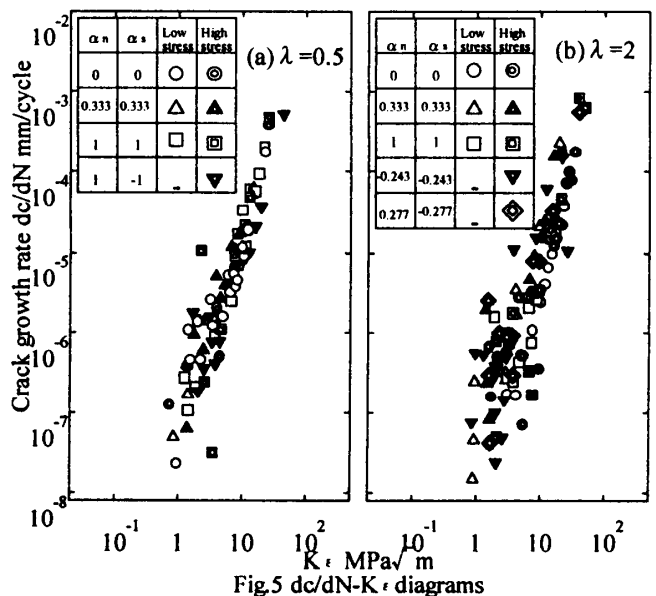 10^-2
10^-3
10^-4
10^-5
10^-6
10^-7
10^-8
Crack growth rate dc/dN mm/cycle
α n α s Low stress High stress
0 0
0.333 0.333
1 1
1 -1 -
(a) λ =0.5
α n α s Low stress High stress
0 0
0.333 0.333
1 1
-0.243 -0.243 -
0.277 -0.277 -
(b) λ =2
10^-1 1 10 10^2
10^-1 1 10 10^2
K ε MPa√m
Fig.5 dc/dN-K ε diagrams